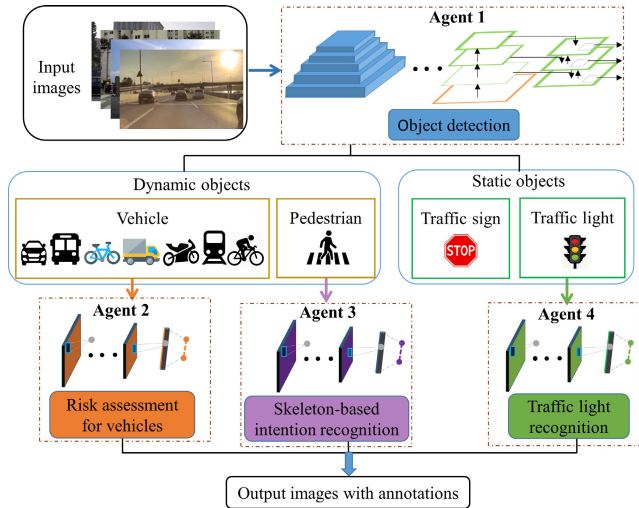 Agent 1
Input
images
Object detection
Dynamic objects
Static objects
Vehicle
Pedestrian
Traffic sign
Traffic light
STOP
Agent 2
Agent 3
Agent 4
Risk assessment
for vehicles
Skeleton-based
intention recognition
Traffic light
recognition
Output images with annotations